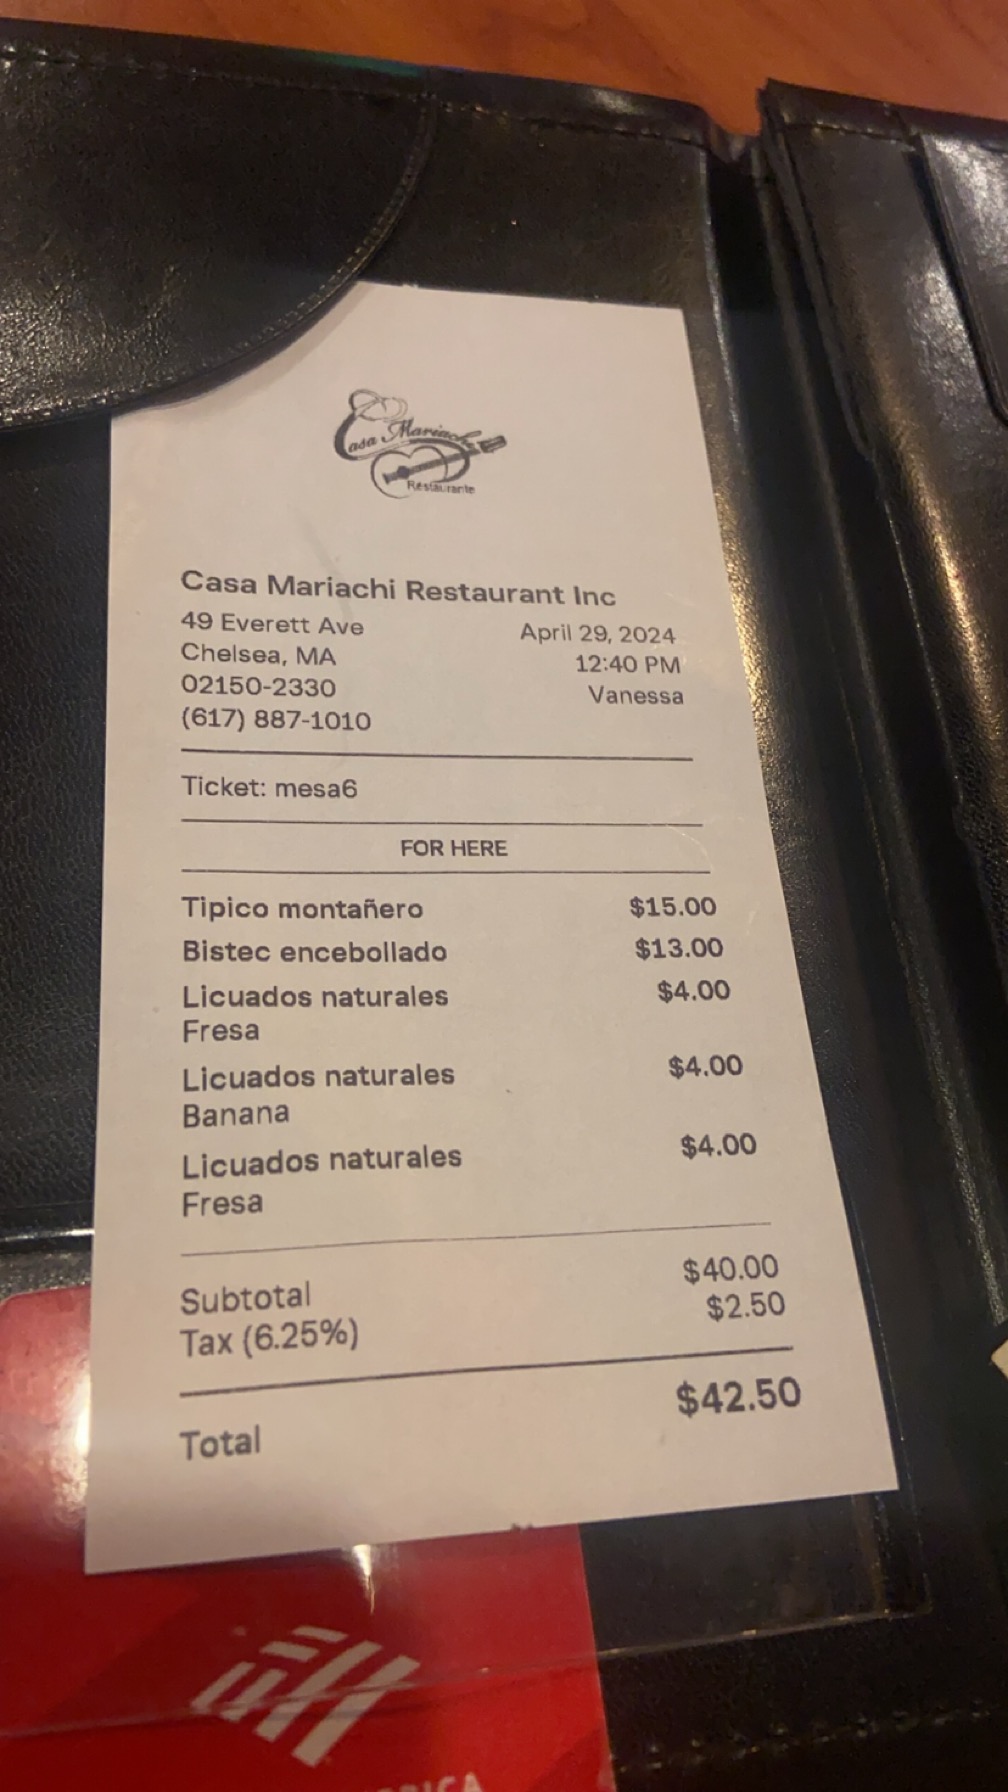 Casa Mariachi
Restaurante
Casa Mariachi Restaurant Inc
49 Everett Ave
April 29, 2024
Chelsea, MA
12:40 PM
02150-2330
Vanessa
(617) 887-1010
Ticket: mesa6
FOR HERE
Tipico montañero $15.00
Bistec encebollado $13.00
Licuados naturales $4.00
Fresa
Licuados naturales $4.00
Banana
Licuados naturales $4.00
Fresa
Subtotal $40.00
Tax (6.25%) $2.50
Total $42.50